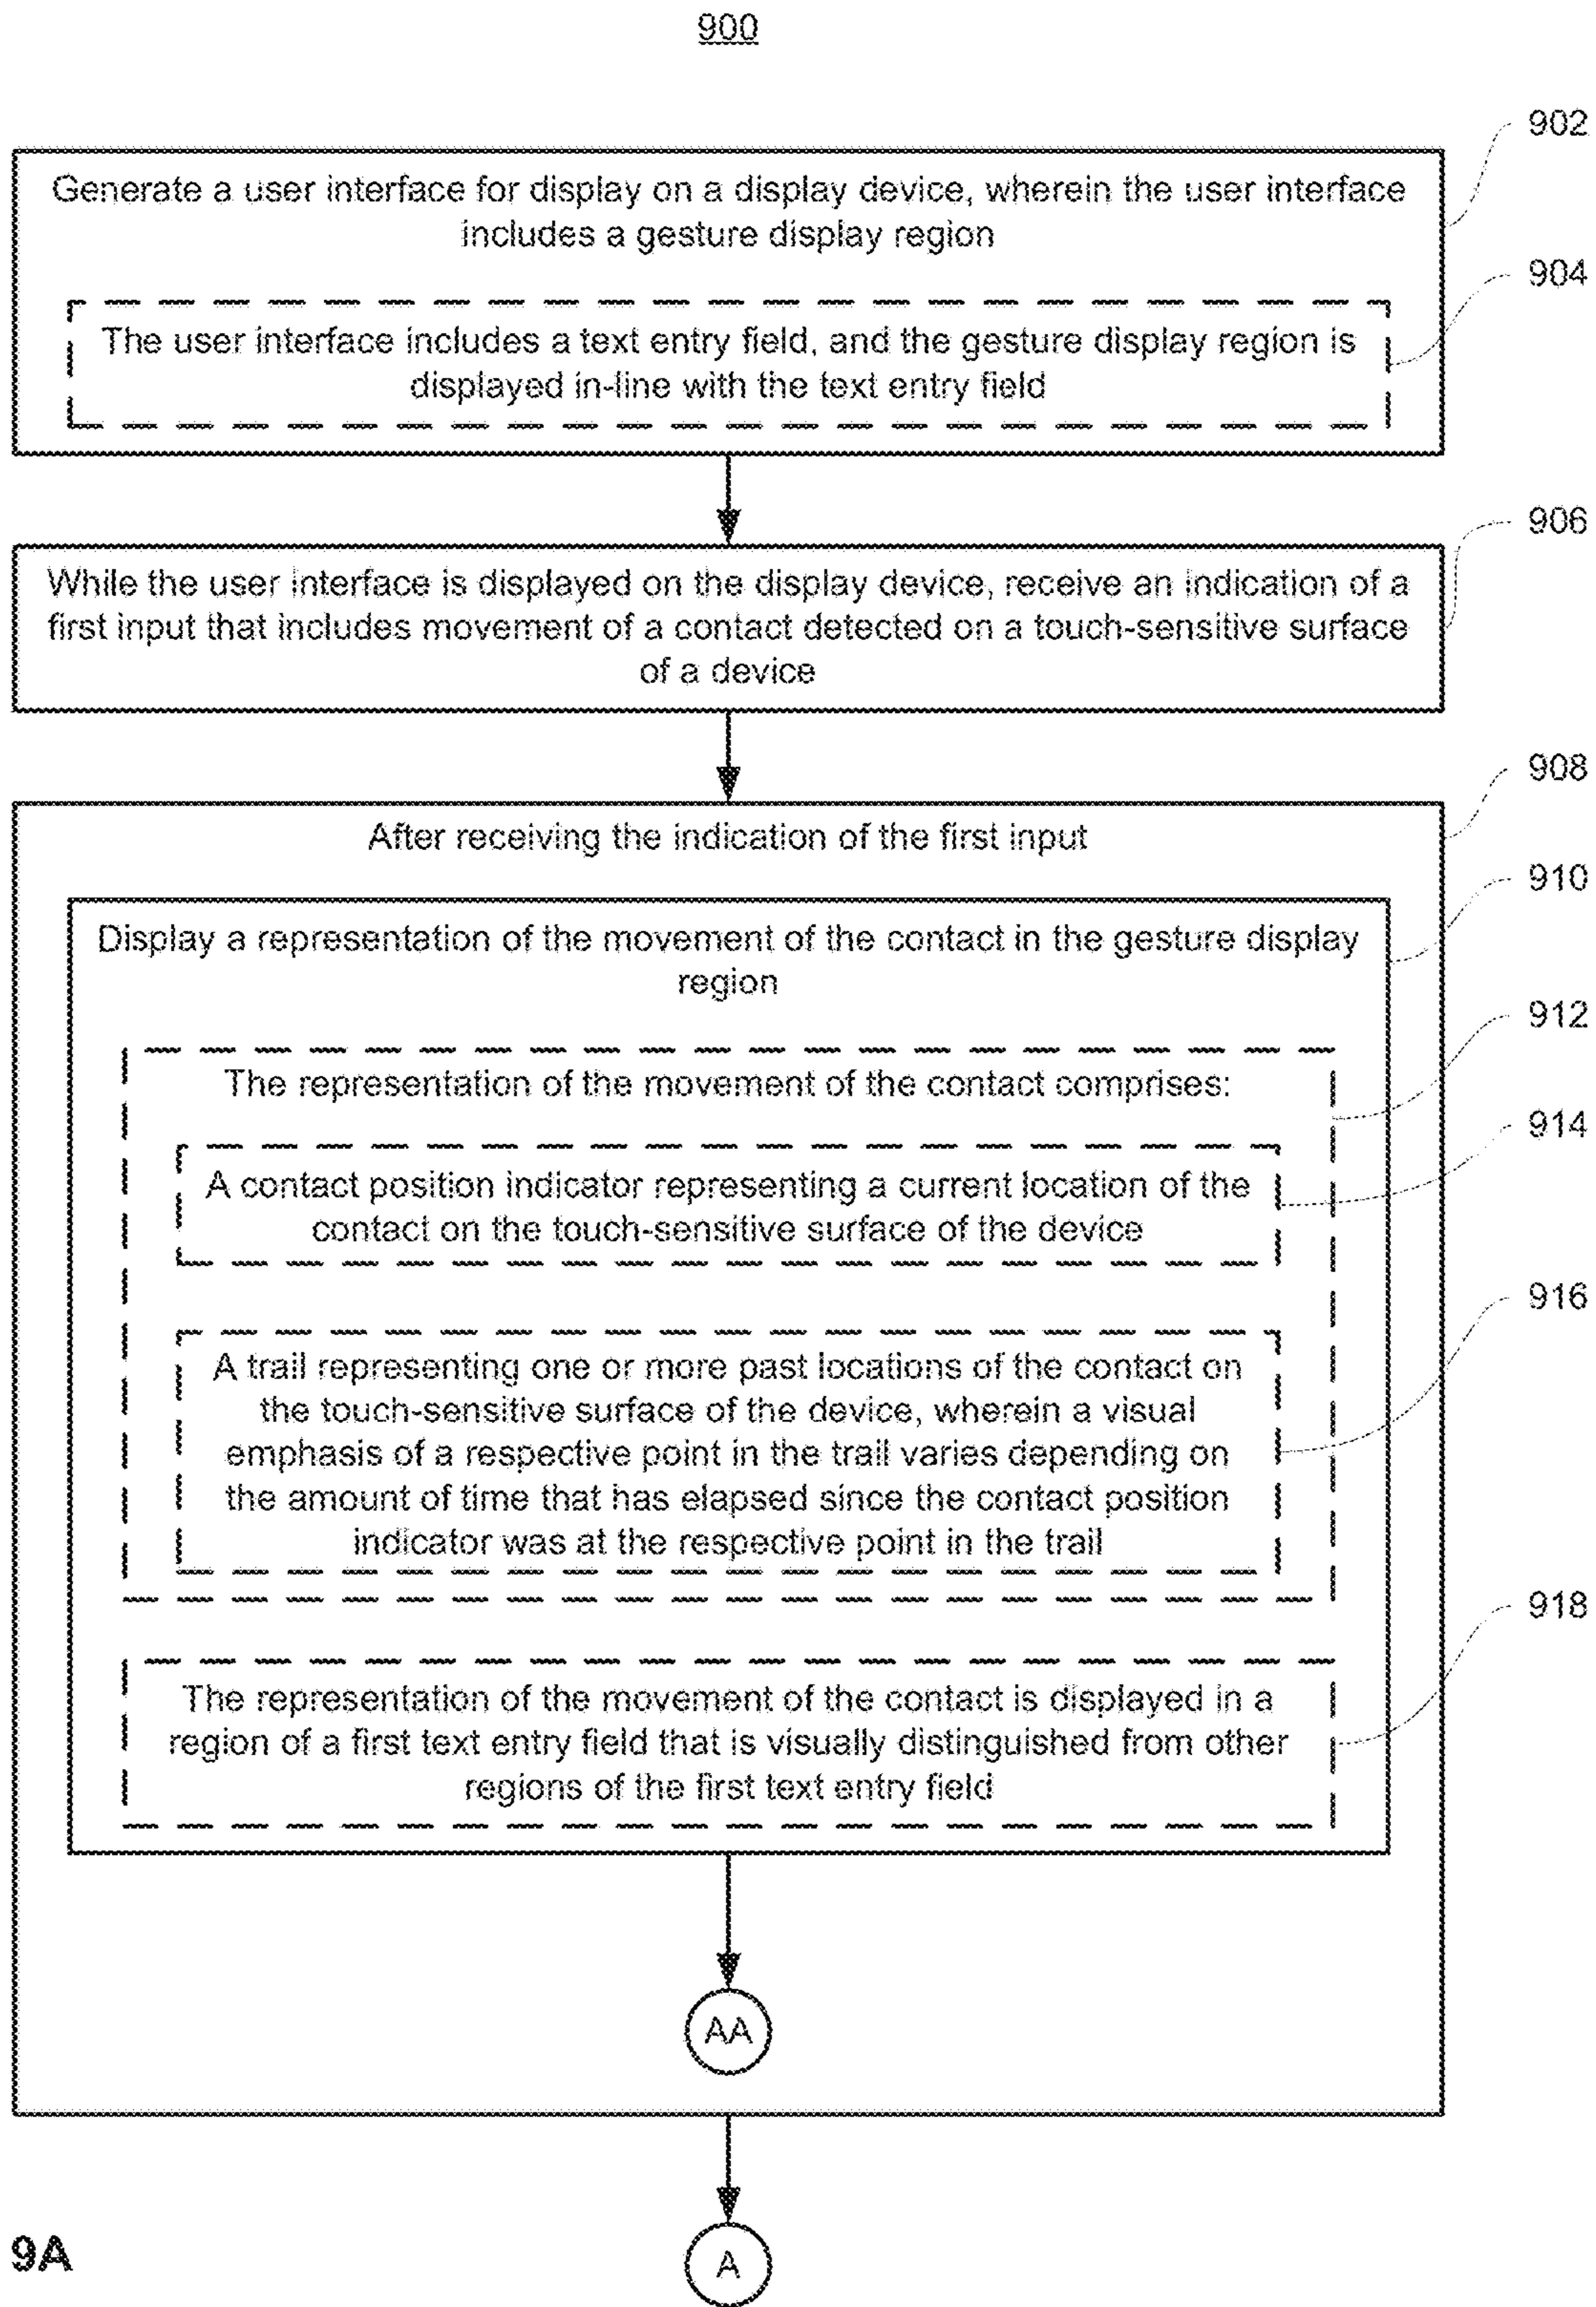 900
902
Generate a user interface for display on a display device, wherein the user interface
includes a gesture display region
904
The user interface includes a text entry field, and the gesture display region is
displayed in-line with the text entry field
906
While the user interface is displayed on the display device, receive an indication of a
first input that includes movement of a contact detected on a touch-sensitive surface
of a device
908
After receiving the indication of the first input
910
Display a representation of the movement of the contact in the gesture display
region
912
The representation of the movement of the contact comprises:
914
A contact position indicator representing a current location of the
contact on the touch-sensitive surface of the device
916
A trail representing one or more past locations of the contact on
the touch-sensitive surface of the device, wherein a visual
emphasis of a respective point in the trail varies depending on
the amount of time that has elapsed since the contact position
indicator was at the respective point in the trail
918
The representation of the movement of the contact is displayed in a
region of a first text entry field that is visually distinguished from other
regions of the first text entry field
AA
9A
A